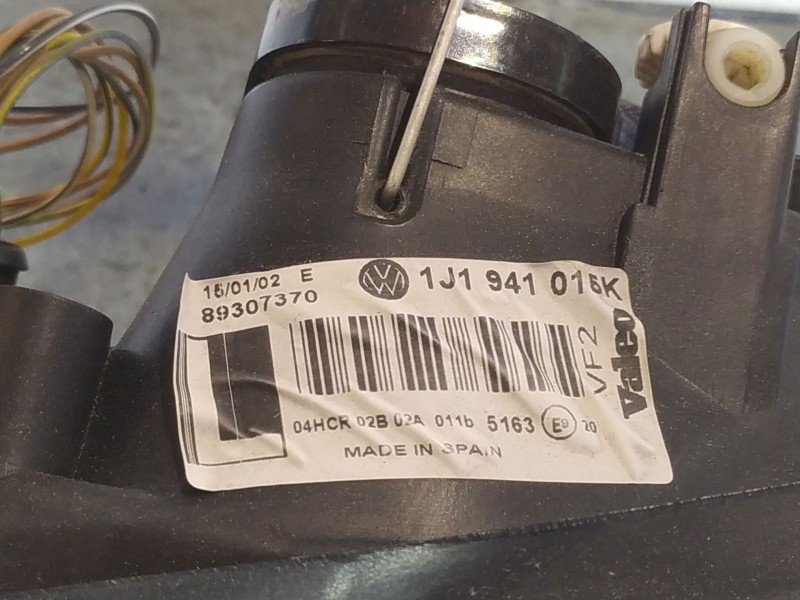 15/01/02 E
89307370
VW 1J1 941 016K
VF2
Valeo
04HCR 02B 02A 011b 5163 E9 20
MADE IN SPAIN